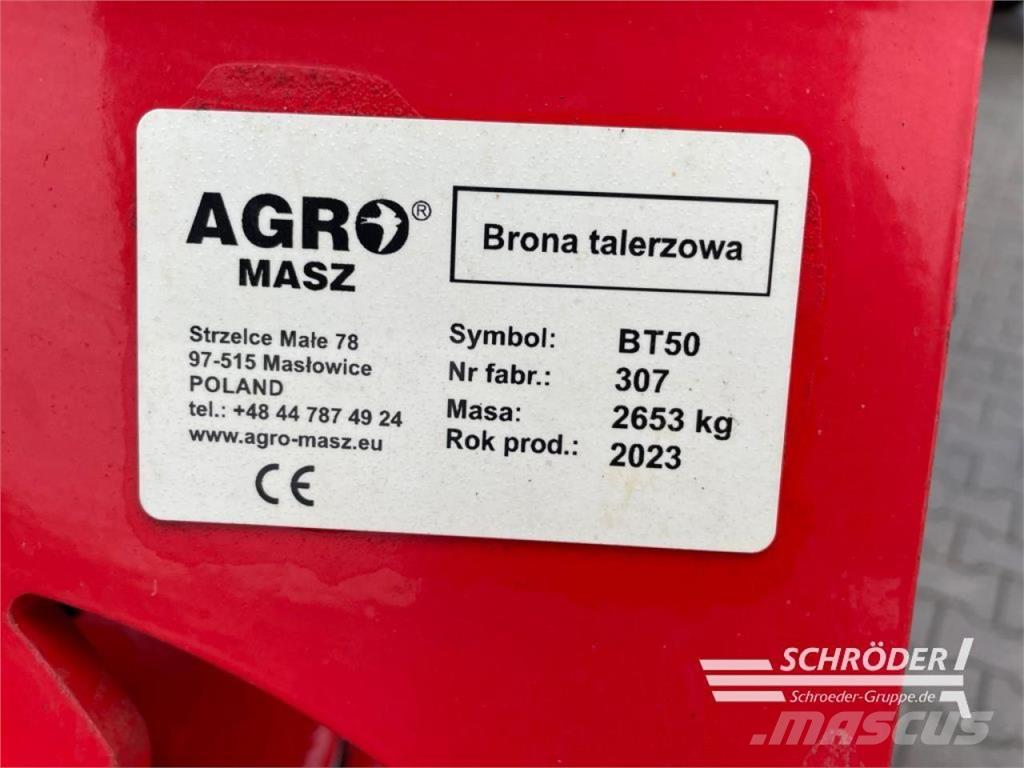 AGRO®
MASZ
Brona talerzowa
Strzelce Małe 78
97-515 Masłowice
POLAND
tel.: +48 44 787 49 24
www.agro-masz.eu
CE
Symbol: BT50
Nr fabr.: 307
Masa: 2653 kg
Rok prod.: 2023
SCHRÖDER
Schroeder-Gruppe.de
mascus